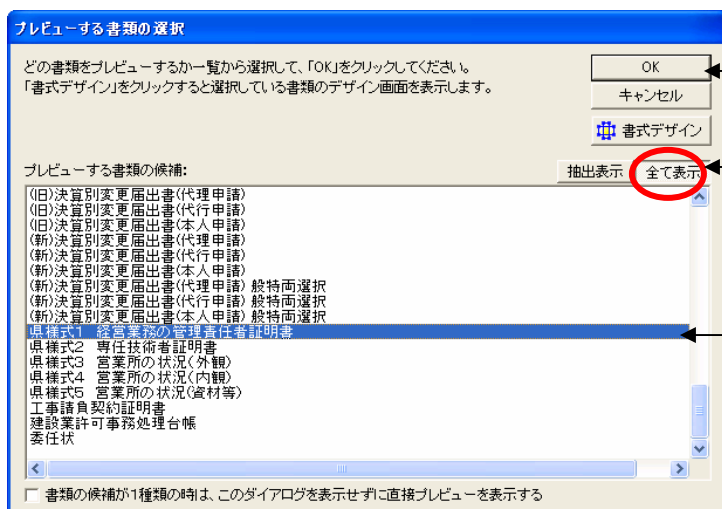 プレビューする書類の選択
どの書類をプレビューするか一覧から選択して、「OK」をクリックしてください。
「書式デザイン」をクリックすると選択している書類のデザイン画面を表示します。
OK
キャンセル
書式デザイン
プレビューする書類の候補:
抽出表示
全て表示
(旧)決算別変更届出書(代理申請)
(旧)決算別変更届出書(代行申請)
(旧)決算別変更届出書(本人申請)
(新)決算別変更届出書(代理申請)
(新)決算別変更届出書(代行申請)
(新)決算別変更届出書(本人申請)
(新)決算別変更届出書(代理申請) 般特両選択
(新)決算別変更届出書(代行申請) 般特両選択
(新)決算別変更届出書(本人申請) 般特両選択
県様式1 経営業務の管理責任者証明書
県様式2 専任技術者証明書
県様式3 営業所の状況(外観)
県様式4 営業所の状況(内観)
県様式5 営業所の状況(資材等)
工事請負契約証明書
建設業許可事務処理台帳
委任状
書類の候補が1種類の時は、このダイアログを表示せずに直接プレビューを表示する